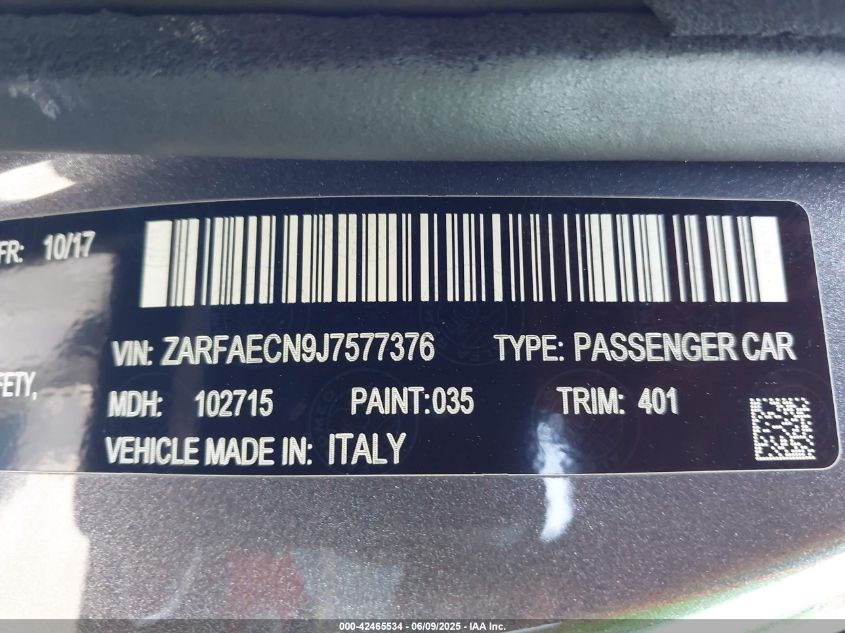 FR: 10/17
VIN: ZARFAECN9J7577376 TYPE: PASSENGER CAR
FETY,
MDH: 102715 PAINT: 035 TRIM: 401
VEHICLE MADE IN: ITALY
000-42465534 | 06/09/2025 - IAA Inc.